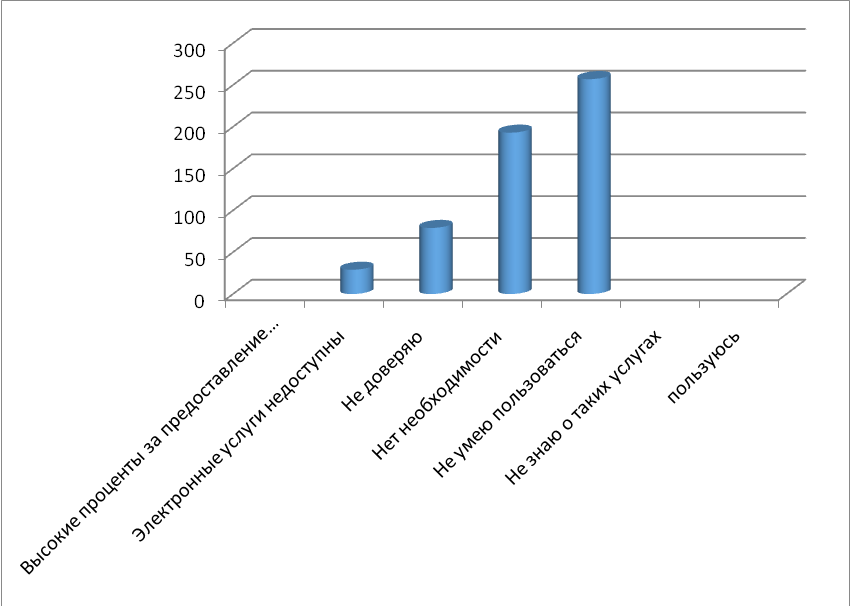 300
250
200
150
100
50
0
Высокие проценты за предоставление...
Электронные услуги недоступны
Не доверяю
Нет необходимости
Не умею пользоваться
Не знаю о таких услугах
пользуюсь